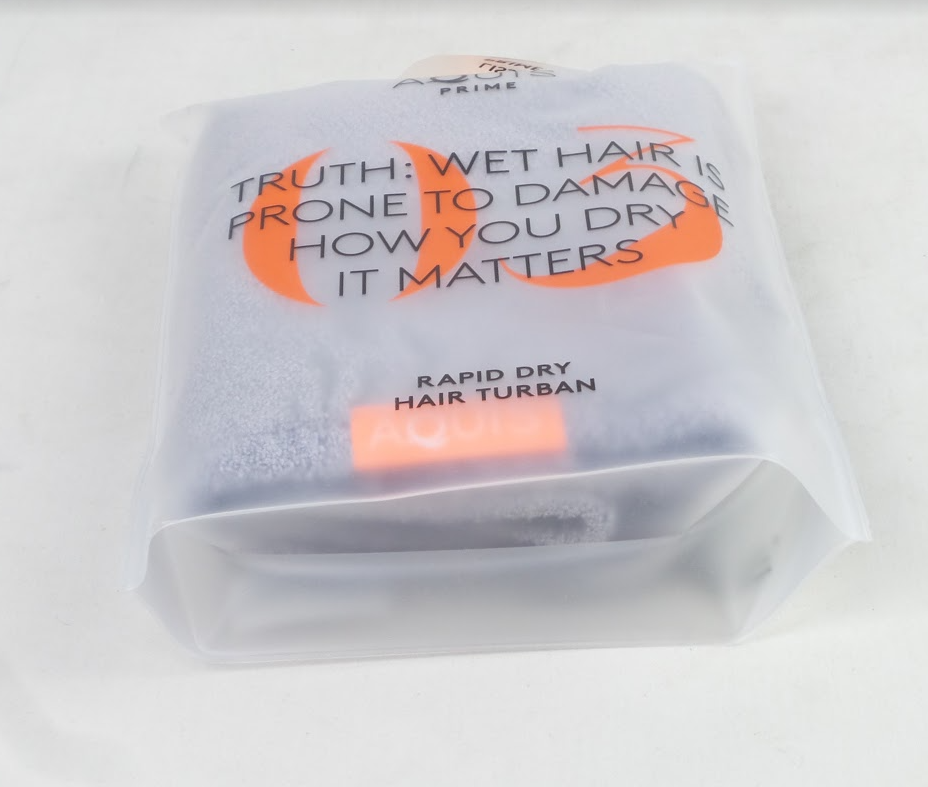 AQUIS
PRIME
03
TRUTH: WET HAIR IS
PRONE TO DAMAGE
HOW YOU DRY
IT MATTERS
RAPID DRY
HAIR TURBAN
AQUIS